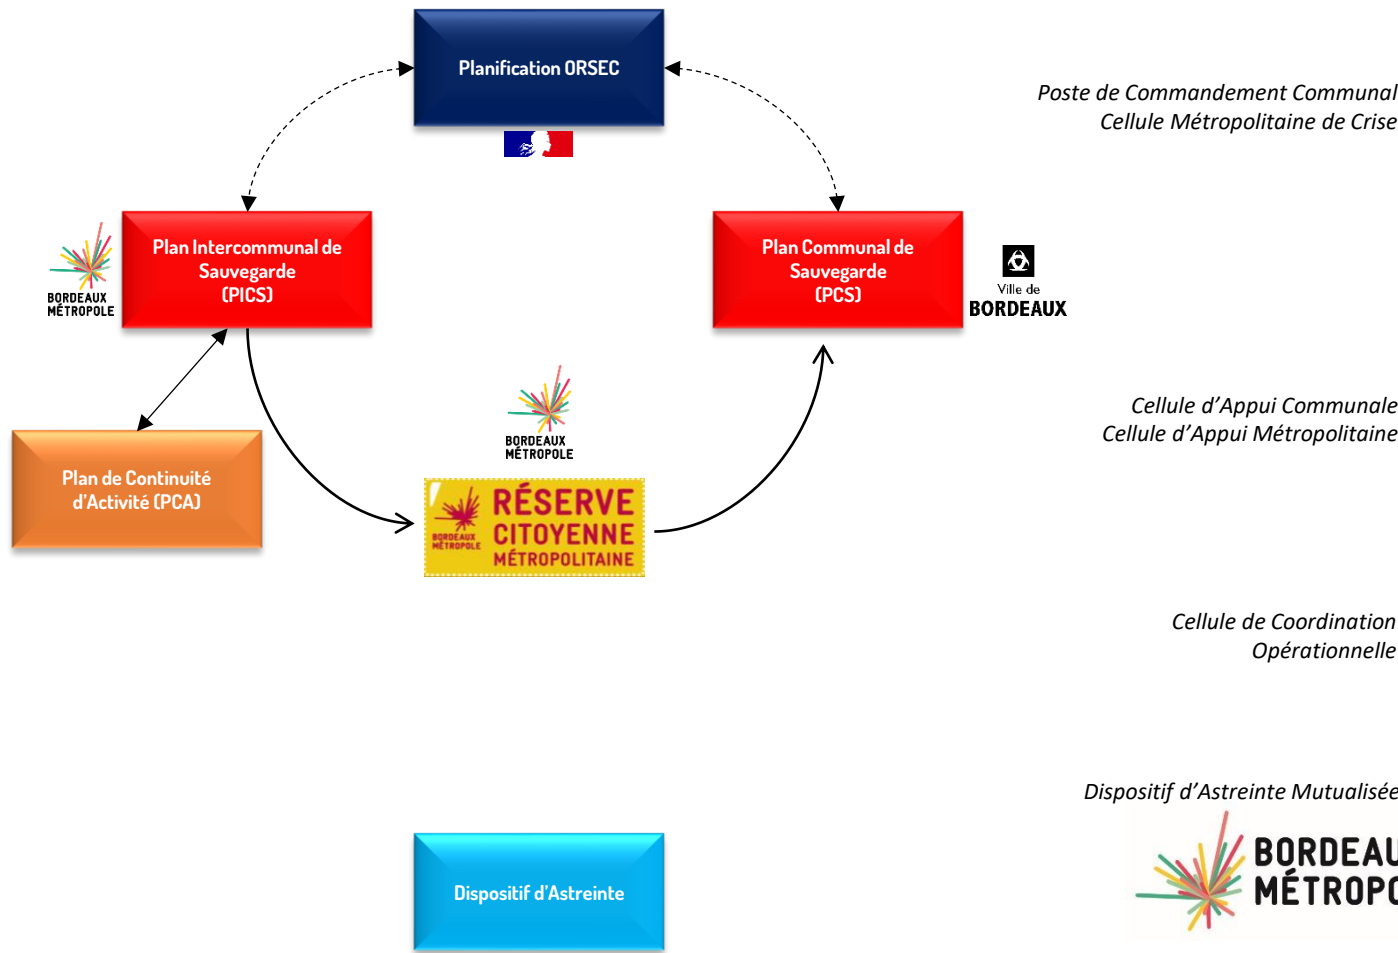 Planification ORSEC
Poste de Commandement Communal
Cellule Métropolitaine de Crise
Plan Intercommunal de
Sauvegarde
(PICS)
BORDEAUX
MÉTROPOLE
Plan Communal de
Sauvegarde
(PCS)
Ville de
BORDEAUX
BORDEAUX
MÉTROPOLE
Cellule d'Appui Communale
Cellule d'Appui Métropolitaine
Plan de Continuité
d'Activité (PCA)
BORDEAUX
MÉTROPOLE
RÉSERVE
CITOYENNE
MÉTROPOLITAINE
Cellule de Coordination
Opérationnelle
Dispositif d'Astreinte Mutualisée
BORDEAU
MÉTROPO
Dispositif d'Astreinte